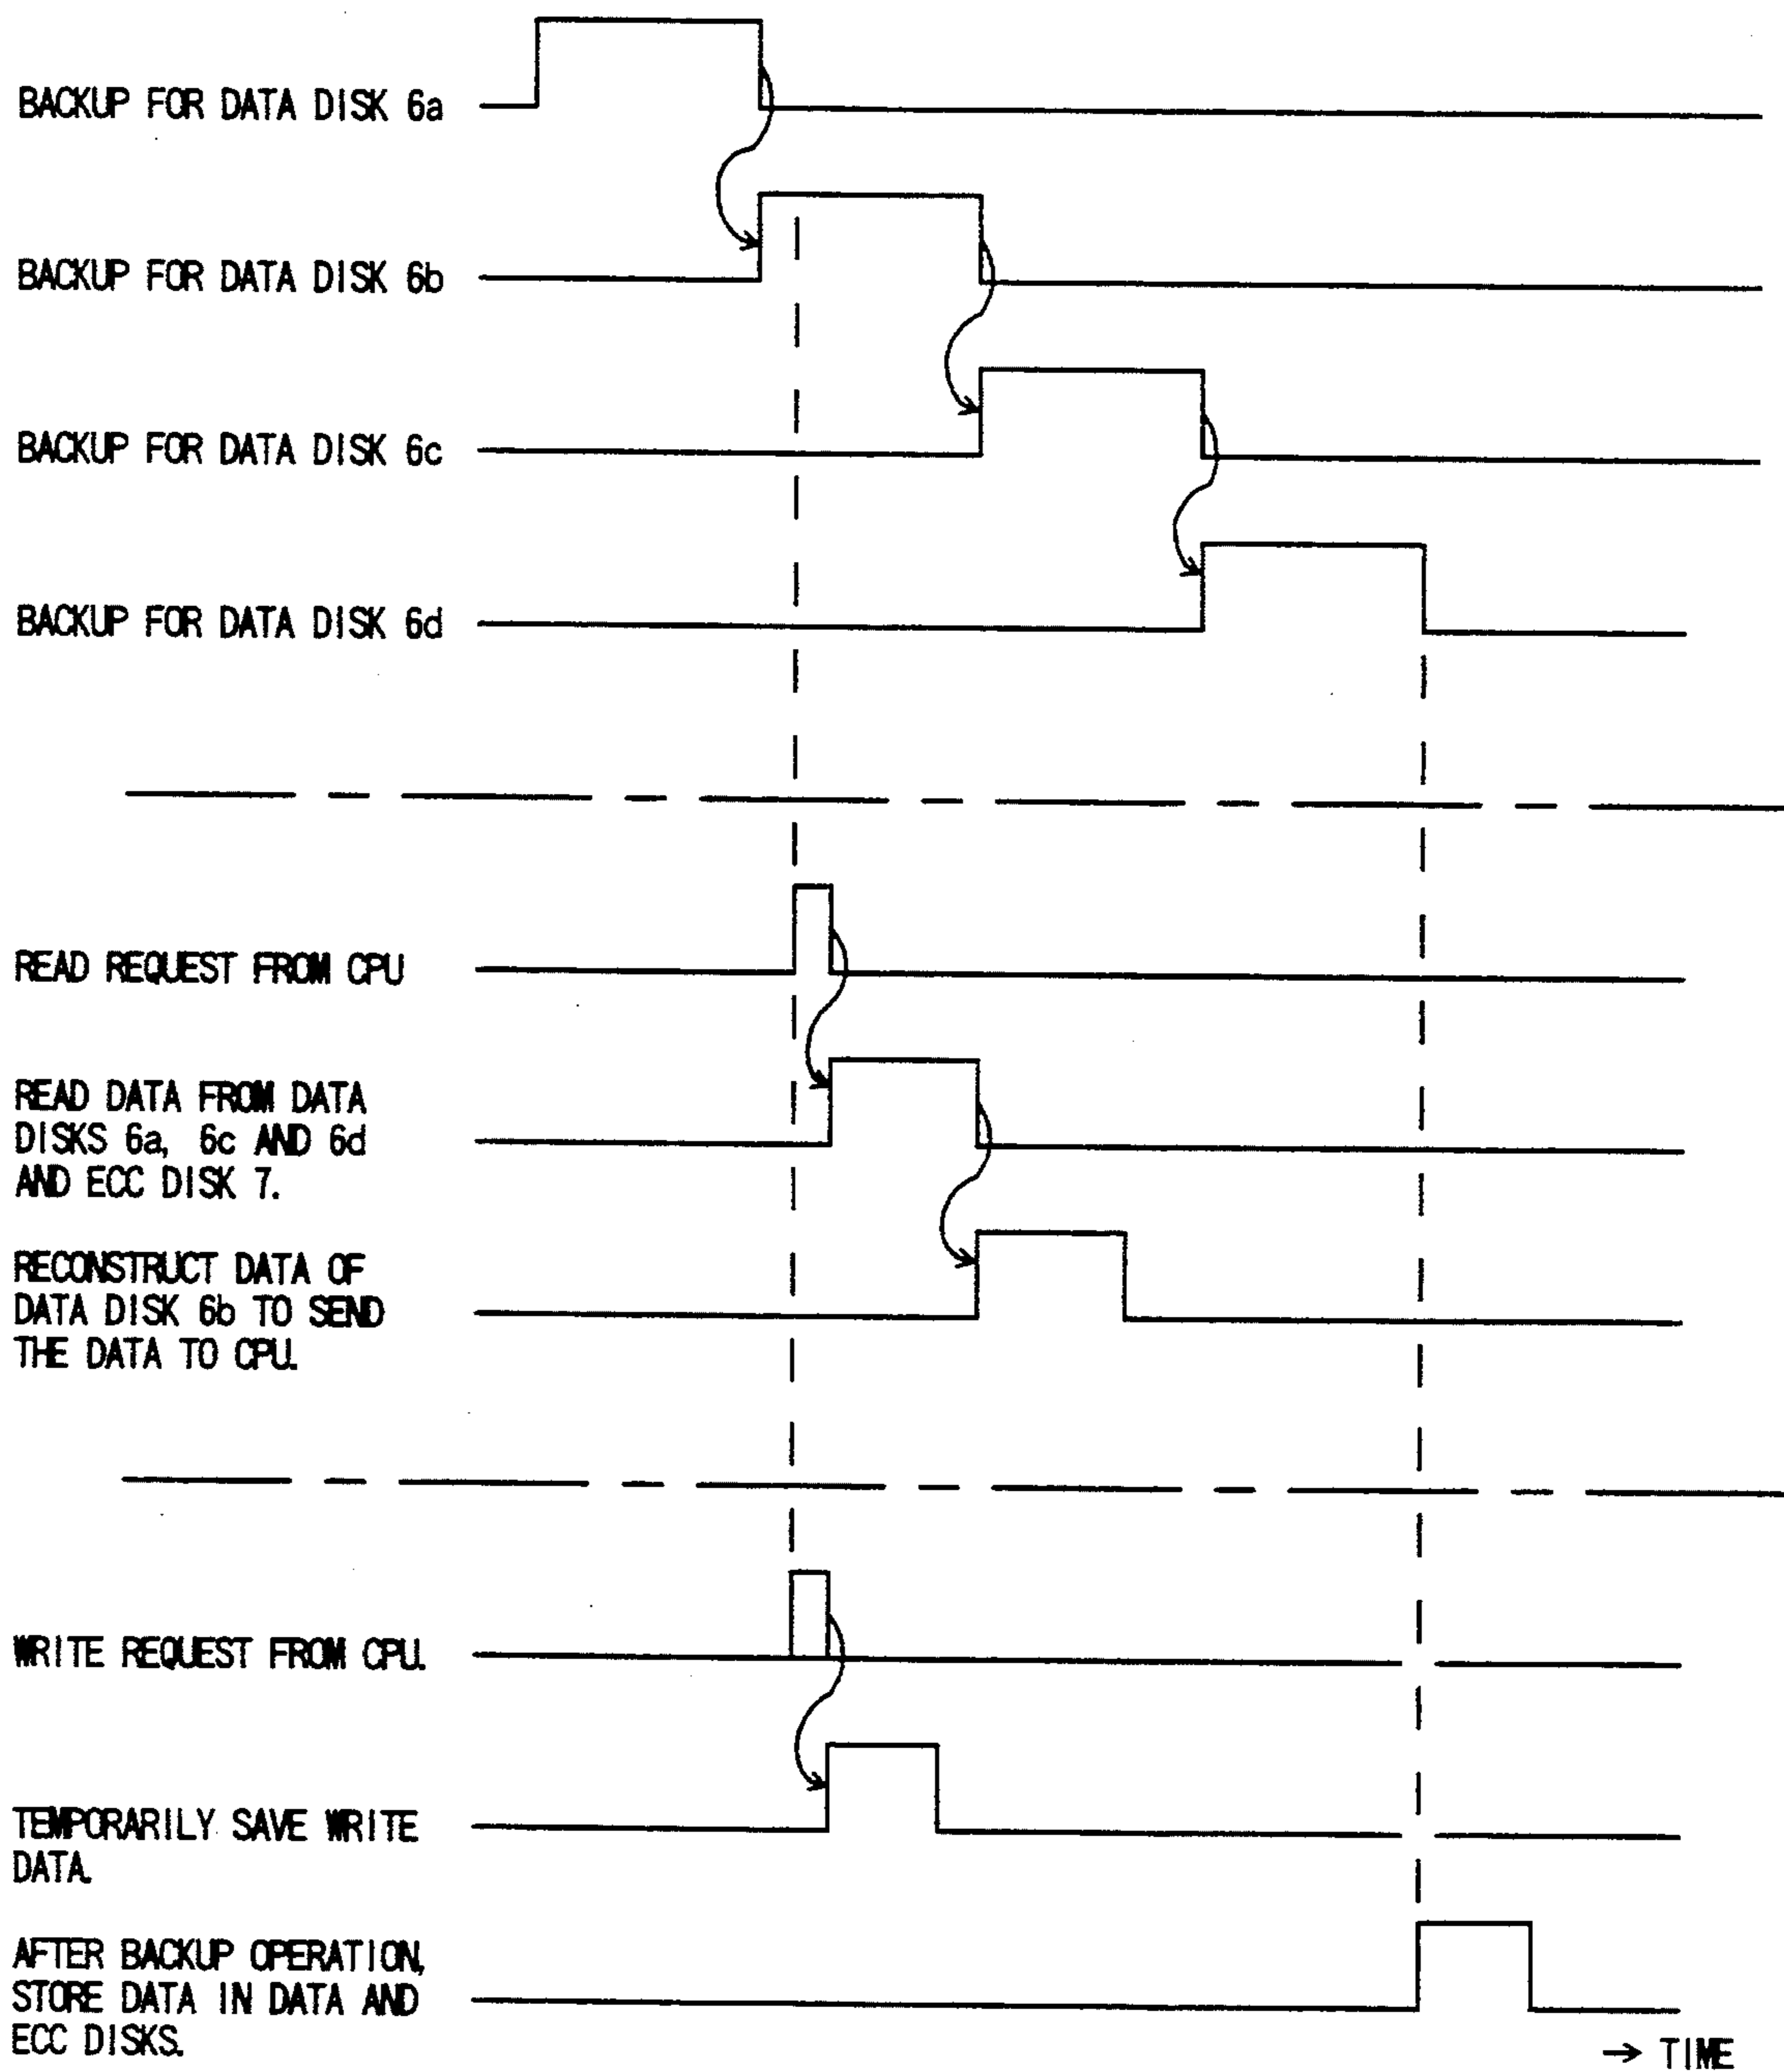 BACKUP FOR DATA DISK 6a
BACKUP FOR DATA DISK 6b
BACKUP FOR DATA DISK 6c
BACKUP FOR DATA DISK 6d
READ REQUEST FROM CPU
READ DATA FROM DATA
DISKS 6a, 6c AND 6d
AND ECC DISK 7.
RECONSTRUCT DATA OF
DATA DISK 6b TO SEND
THE DATA TO CPU.
WRITE REQUEST FROM CPU.
TEMPORARILY SAVE WRITE
DATA.
AFTER BACKUP OPERATION,
STORE DATA IN DATA AND
ECC DISKS.
→ TIME